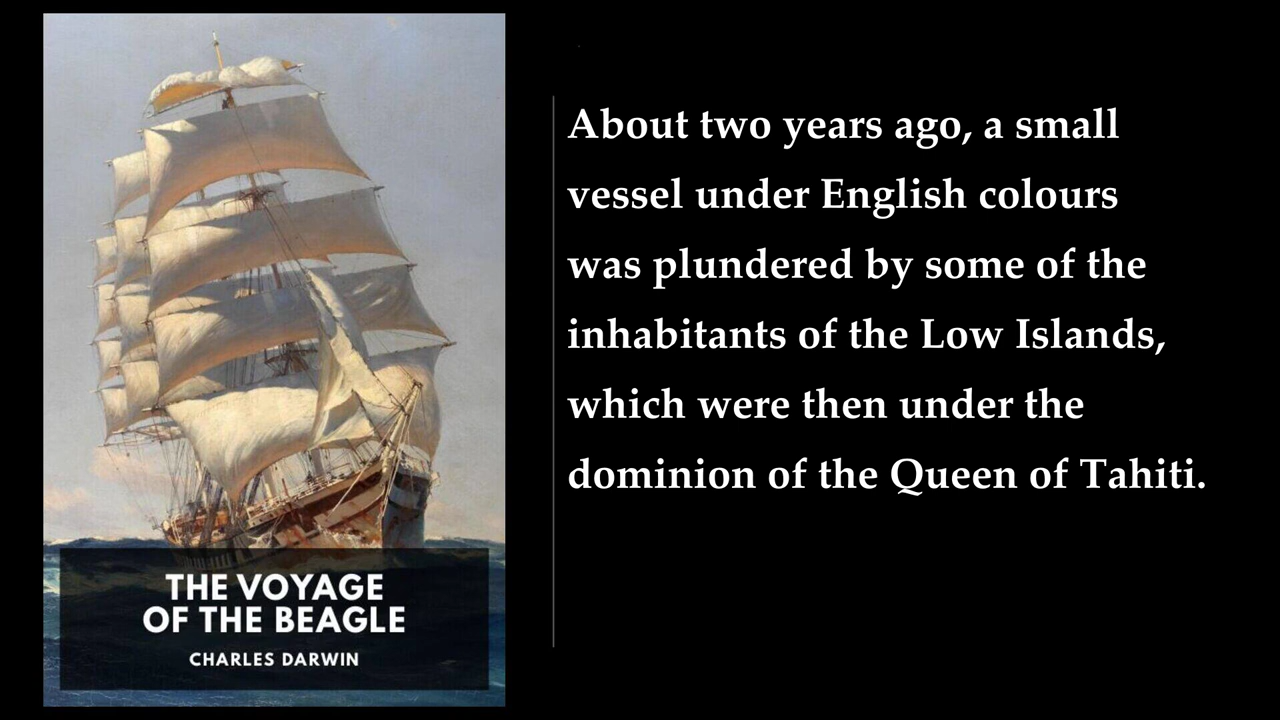 THE VOYAGE
OF THE BEAGLE
CHARLES DARWIN
About two years ago, a small
vessel under English colours
was plundered by some of the
inhabitants of the Low Islands,
which were then under the
dominion of the Queen of Tahiti.